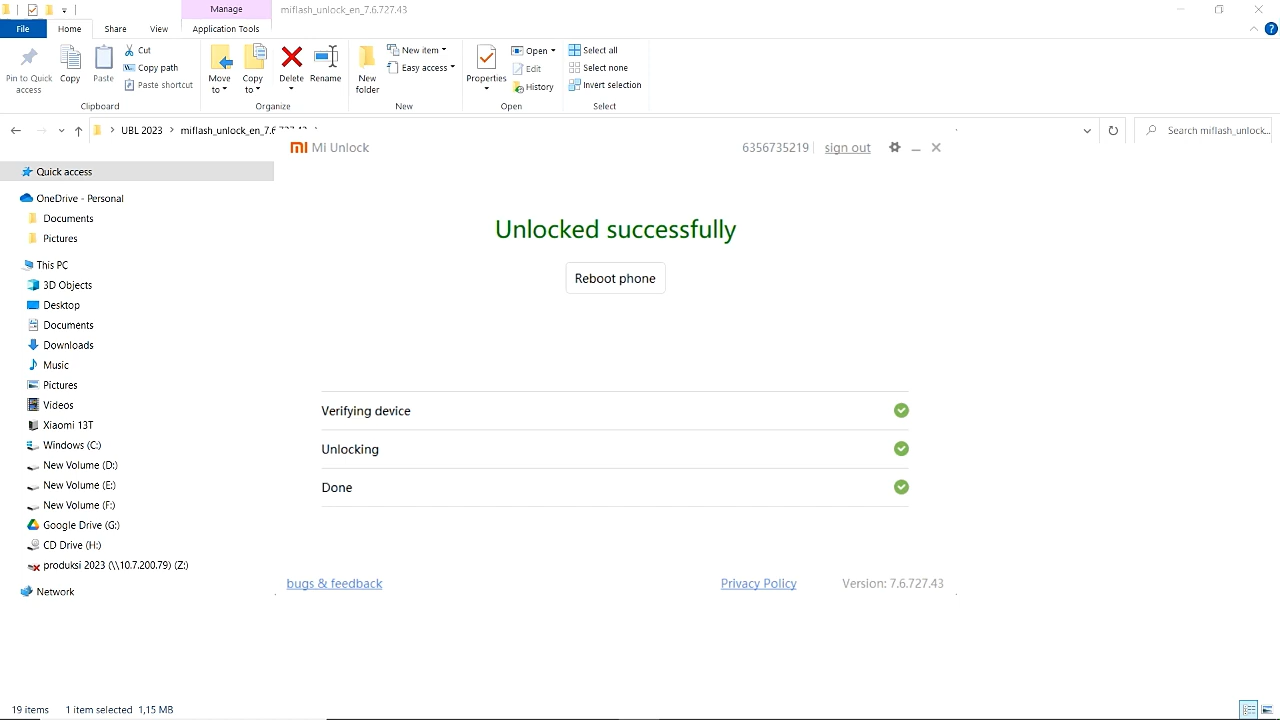 Manage
miflash_unlock_en_7.6.727.43
File
Home
Share
View
Application Tools
Pin to Quick access
Copy
Paste
Cut
Copy path
Paste shortcut
Clipboard
Move to
Copy to
Delete
Rename
Organize
New folder
New item
Easy access
New
Properties
Open
Edit
History
Open
Select all
Select none
Invert selection
Select
UBL 2023
miflash_unlock_en_7.6.727.43
Search miflash_unlock...
Quick access
OneDrive - Personal
Documents
Pictures
This PC
3D Objects
Desktop
Documents
Downloads
Music
Pictures
Videos
Xiaomi 13T
Windows (C:)
New Volume (D:)
New Volume (E:)
New Volume (F:)
Google Drive (G:)
CD Drive (H:)
produksi 2023 (\\10.7.200.79) (Z:)
Network
Mi Unlock
6356735219
sign out
Unlocked successfully
Reboot phone
Verifying device
Unlocking
Done
bugs & feedback
Privacy Policy
Version: 7.6.727.43
19 items
1 item selected 1,15 MB